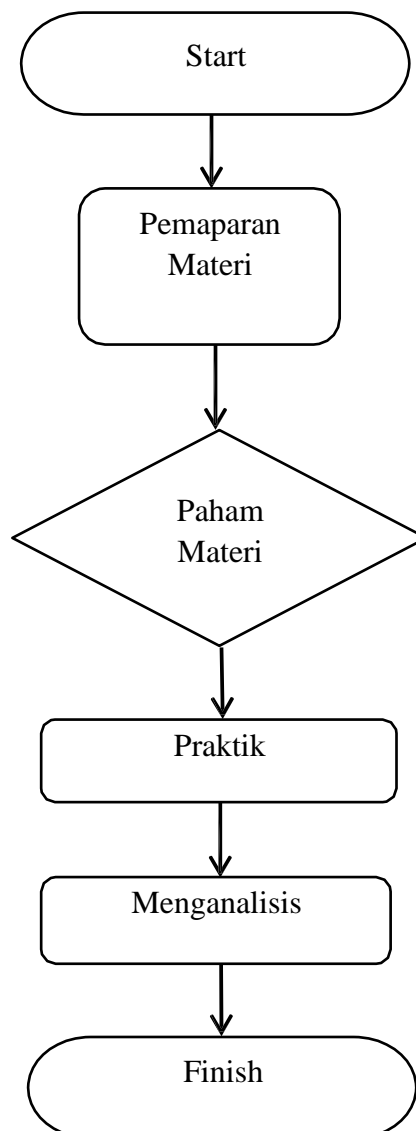 Start
Pemaparan
Materi
Paham
Materi
Praktik
Menganalisis
Finish